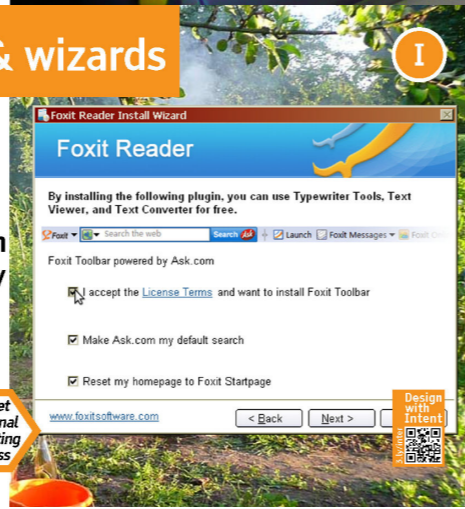 & wizards
I
Foxit Reader Install Wizard
Foxit Reader
By installing the following plugin, you can use Typewriter Tools, Text
Viewer, and Text Converter for free.
Foxit Search the web Search Ask Launch Foxit Messages Foxit
Foxit Toolbar powered by Ask.com
I accept the License Terms and want to install Foxit Toolbar
Make Ask.com my default search
Reset my homepage to Foxit Startpage
www.foxitsoftware.com
< Back
Next >
Design
with
Intent